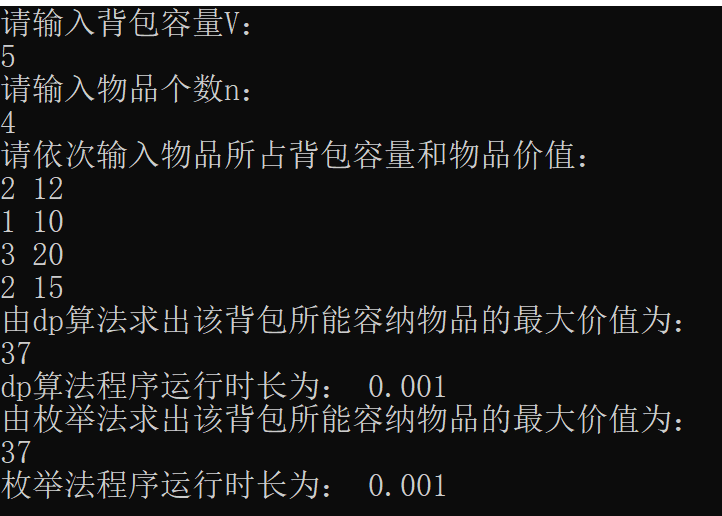 请输入背包容量V：
5
请输入物品个数n：
4
请依次输入物品所占背包容量和物品价值：
2 12
1 10
3 20
2 15
由dp算法求出该背包所能容纳物品的最大价值为：
37
dp算法程序运行时长为： 0.001
由枚举法求出该背包所能容纳物品的最大价值为：
37
枚举法程序运行时长为： 0.001